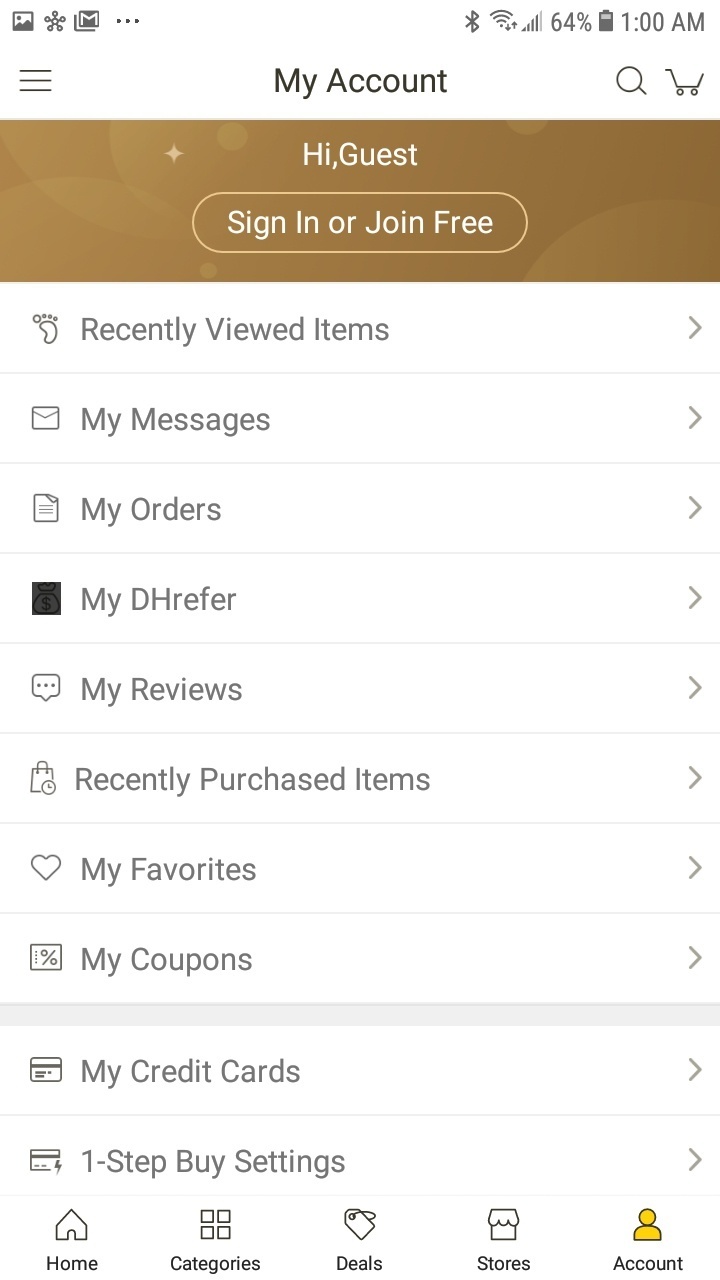 64% 1:00 AM
My Account
Hi,Guest
Sign In or Join Free
Recently Viewed Items
My Messages
My Orders
$ My DHrefer
My Reviews
Recently Purchased Items
My Favorites
% My Coupons
My Credit Cards
1-Step Buy Settings
Home Categories Deals Stores Account